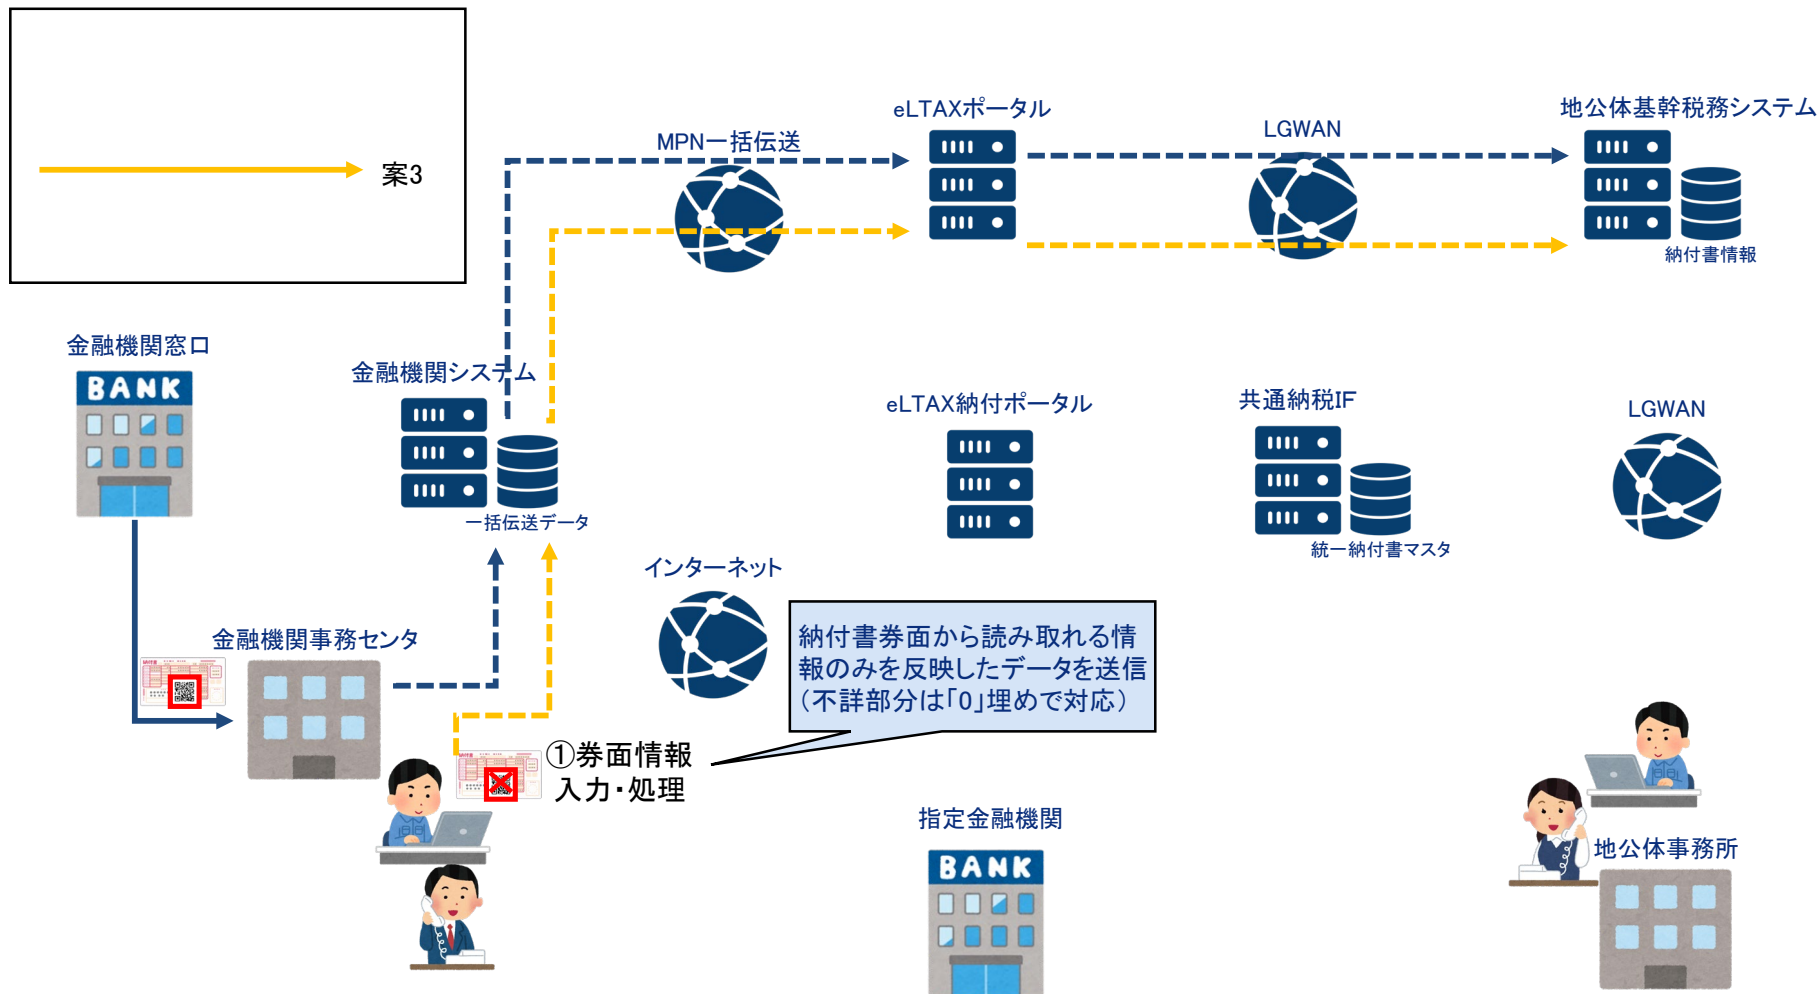 案3
eLTAXポータル
地公体基幹税務システム
MPN一括伝送
LGWAN
納付書情報
金融機関窓口
BANK
金融機関システム
一括伝送データ
eLTAX納付ポータル
共通納税IF
統一納付書マスタ
LGWAN
インターネット
金融機関事務センタ
納付書券面から読み取れる情
報のみを反映したデータを送信
(不詳部分は「0」埋めで対応)
①券面情報
入力・処理
指定金融機関
BANK
地公体事務所